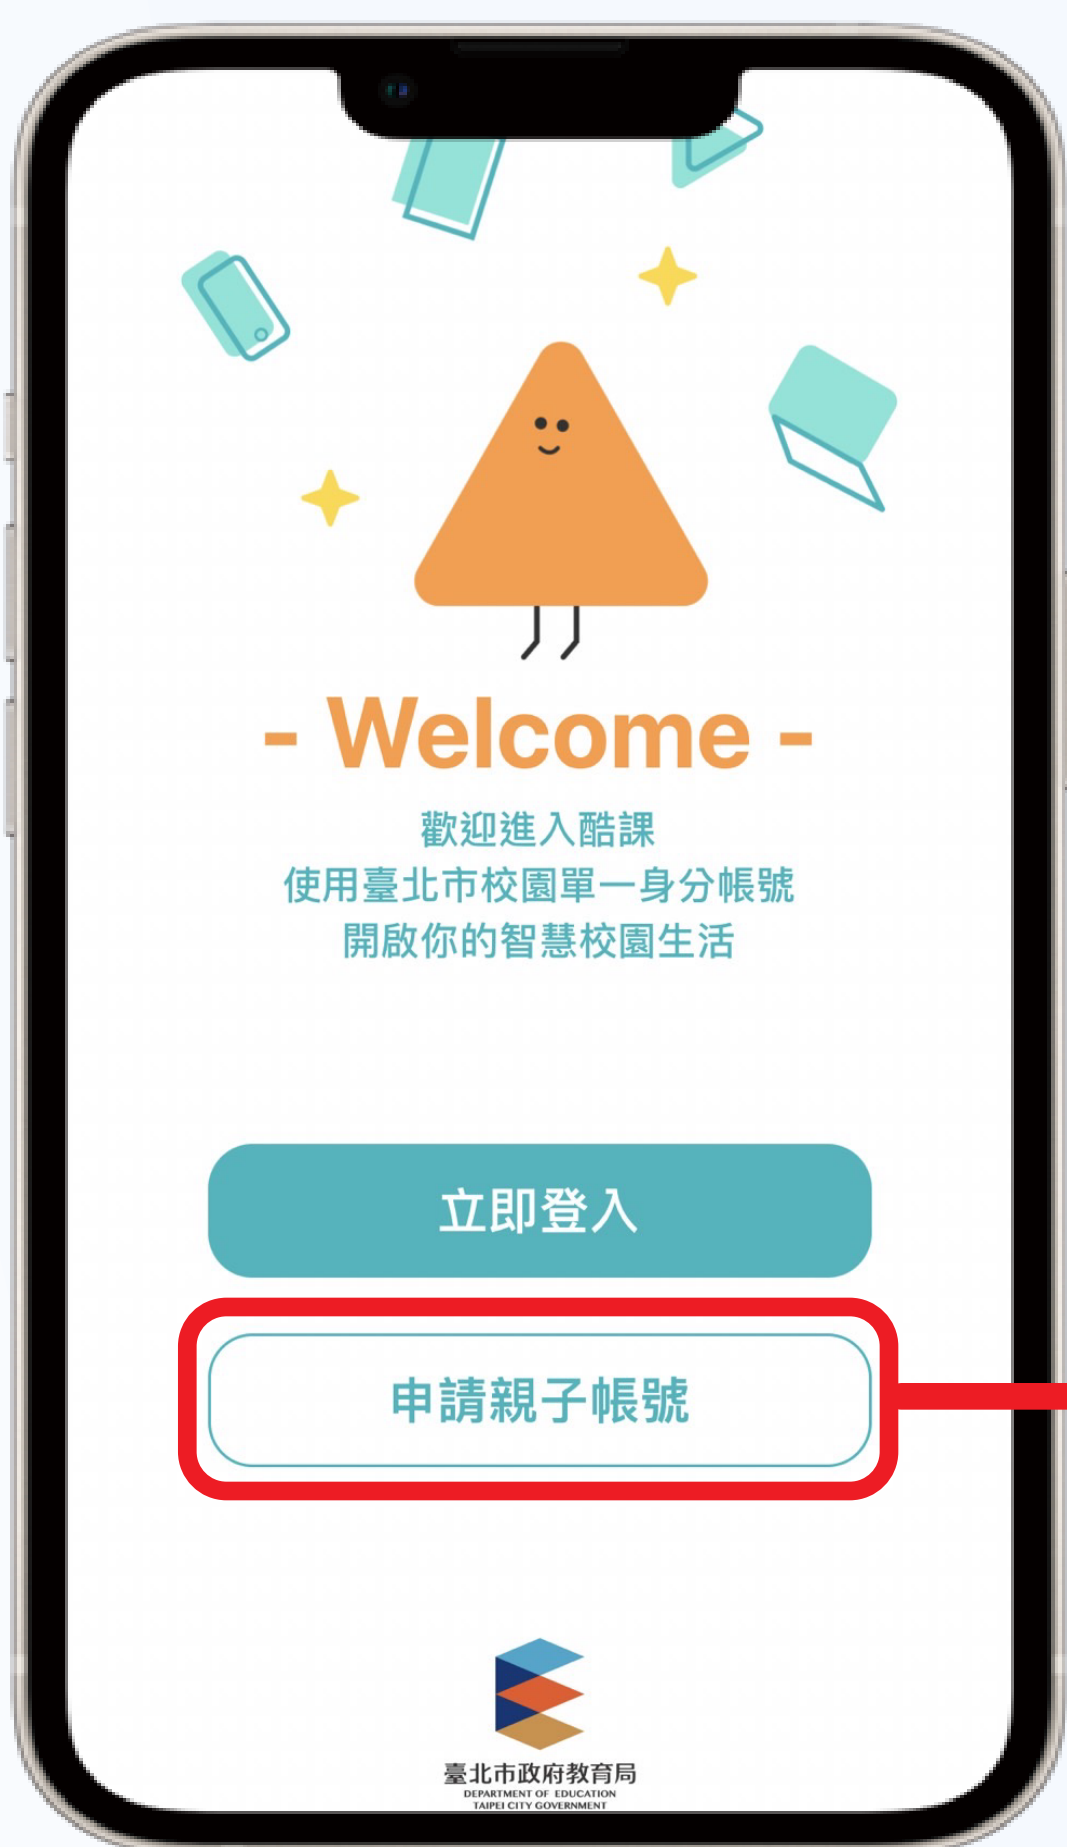 - Welcome -
歡迎進入酷課
使用臺北市校園單一身分帳號
開啟你的智慧校園生活
立即登入
申請親子帳號
臺北市政府教育局
DEPARTMENT OF EDUCATION
TAIPEI CITY GOVERNMENT